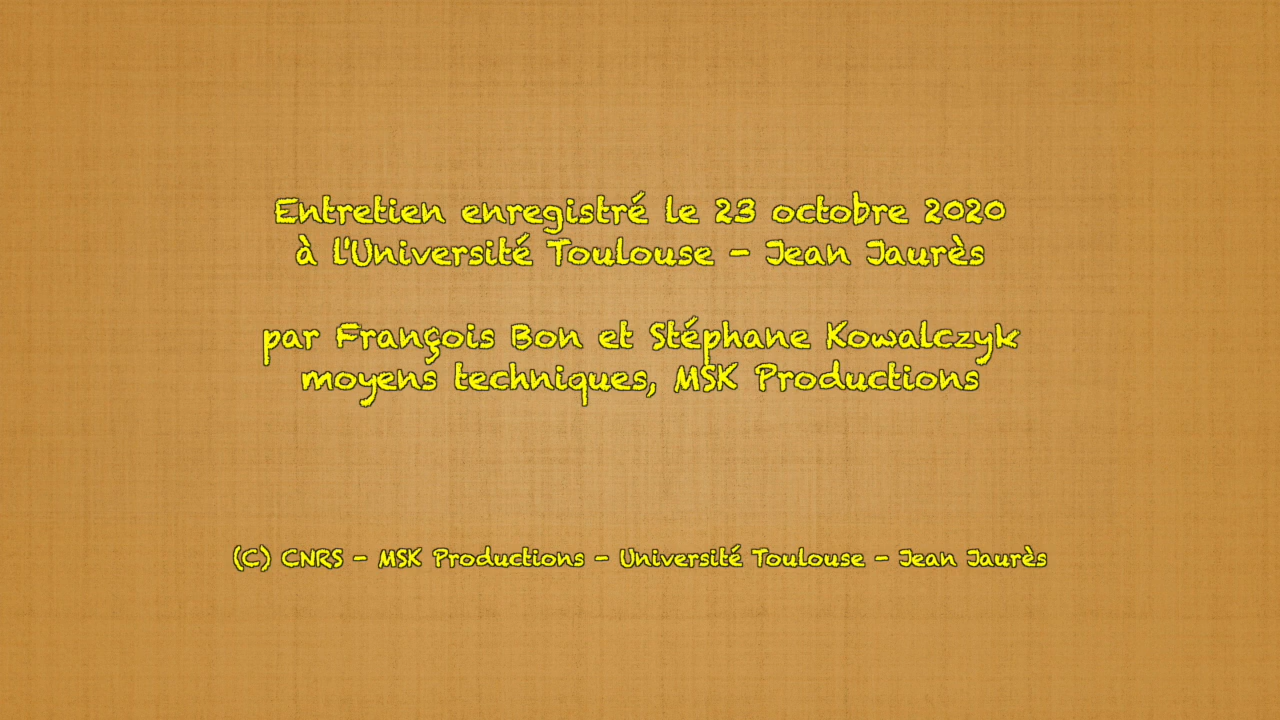 Entretien enregistré le 23 octobre 2020
à l'Université Toulouse - Jean Jaurès
par François Bon et Stéphane Kowalczyk
moyens techniques, MSK Productions
(C) CNRS - MSK Productions - Université Toulouse - Jean Jaurès